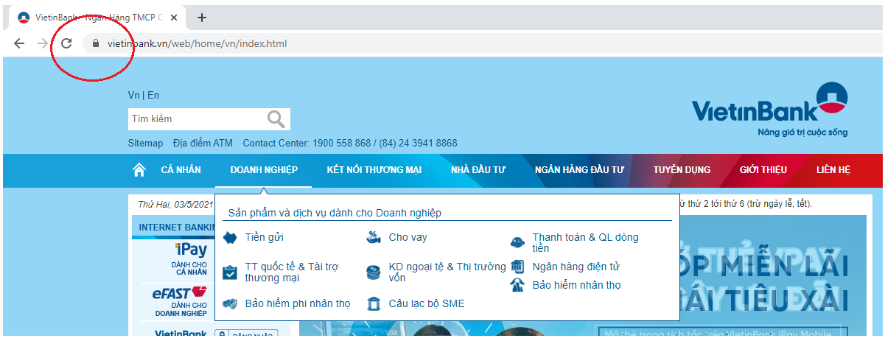 VietinBank - Ngân Hàng TMCP C
vietinbank.vn/web/home/vn/index.html
Vn | En
Tìm kiếm
Sitemap Địa điểm ATM Contact Center: 1900 558 868 / (84) 24 3941 8868
VietinBank
Nâng giá trị cuộc sống
CÁ NHÂN DOANH NGHIỆP KẾT NỐI THƯƠNG MẠI NHÀ ĐẦU TƯ NGÂN HÀNG ĐẦU TƯ TUYỂN DỤNG GIỚI THIỆU LIÊN HỆ
Thứ Hai, 03/5/2021
từ thứ 2 tới thứ 6 (trừ ngày lễ, tết).
Sản phẩm và dịch vụ dành cho Doanh nghiệp
Tiền gửi
Cho vay
Thanh toán & QL dòng
tiền
TT quốc tế & Tài trợ
thương mại
KD ngoại tệ & Thị trường
vốn
Ngân hàng điện tử
Bảo hiểm nhân thọ
Bảo hiểm phi nhân thọ
Câu lạc bộ SME
INTERNET BANKIN
iPay
DÀNH CHO
CÁ NHÂN
eFAST
DÀNH CHO
DOANH NGHIỆP
VietinBank
ĐĂNG NHẬP
MIỄN LÃI
TIÊU XÀI
trên VietinBank iPay Mobile